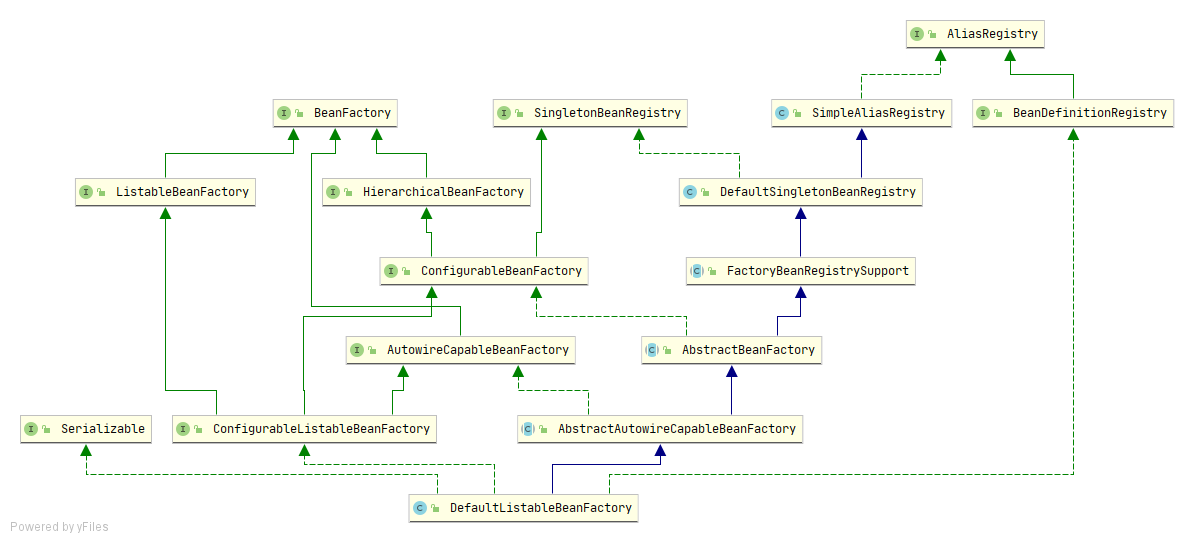 I AliasRegistry
I BeanFactory
I SingletonBeanRegistry
C SimpleAliasRegistry
I BeanDefinitionRegistry
I ListableBeanFactory
I HierarchicalBeanFactory
C DefaultSingletonBeanRegistry
I ConfigurableBeanFactory
C FactoryBeanRegistrySupport
I AutowireCapableBeanFactory
C AbstractBeanFactory
I Serializable
I ConfigurableListableBeanFactory
C AbstractAutowireCapableBeanFactory
C DefaultListableBeanFactory
Powered by yFiles